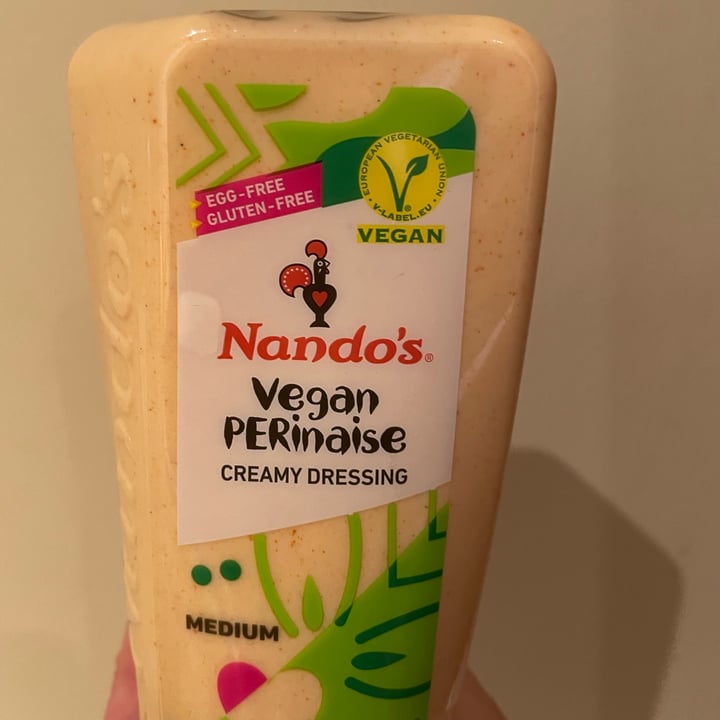 EGG-FREE
GLUTEN-FREE
EUROPEAN VEGETARIAN UNION
V-LABEL.EU
VEGAN
Nando's®
Vegan
PERinaise
CREAMY DRESSING
MEDIUM